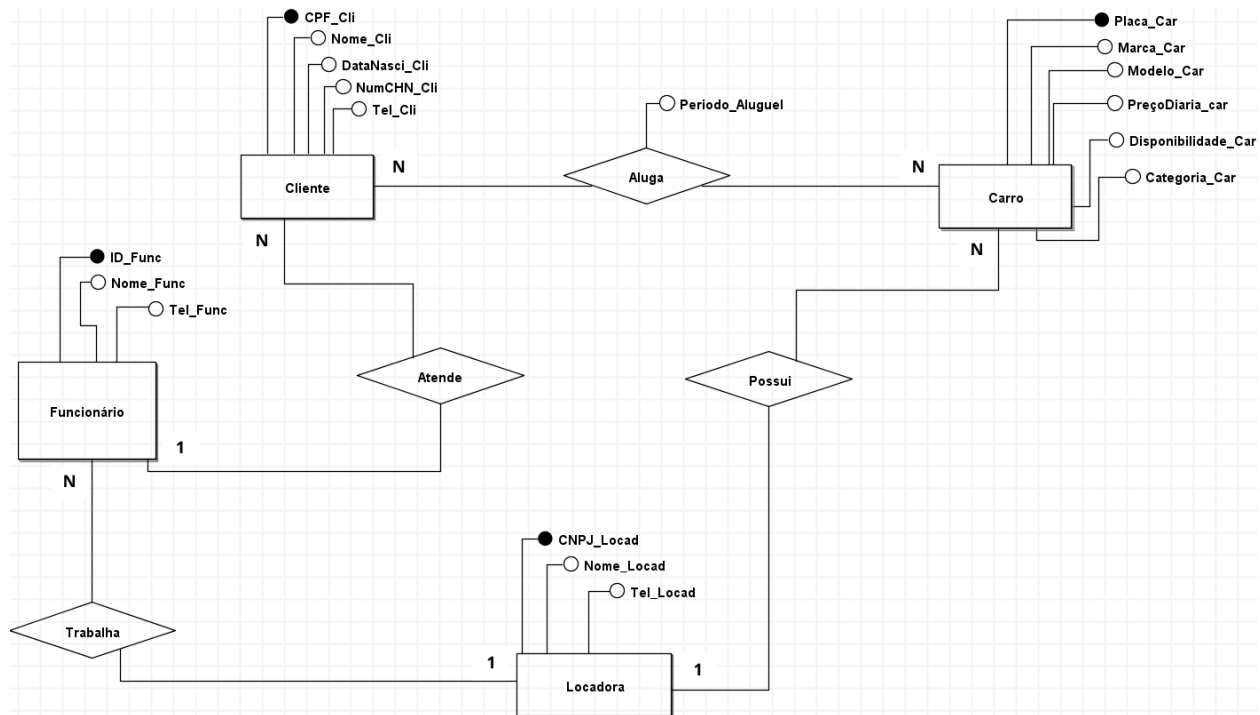 CPF_Cli
Nome_Cli
DataNasci_Cli
NumCHN_Cli
Tel_Cli
Cliente
N
N
Periodo_Aluguel
Aluga
N
Placa_Car
Marca_Car
Modelo_Car
PreçoDiaria_car
Disponibilidade_Car
Categoria_Car
Carro
N
ID_Func
Nome_Func
Tel_Func
Funcionário
1
N
Atende
Possui
Trabalha
CNPJ_Locad
Nome_Locad
Tel_Locad
1
Locadora
1